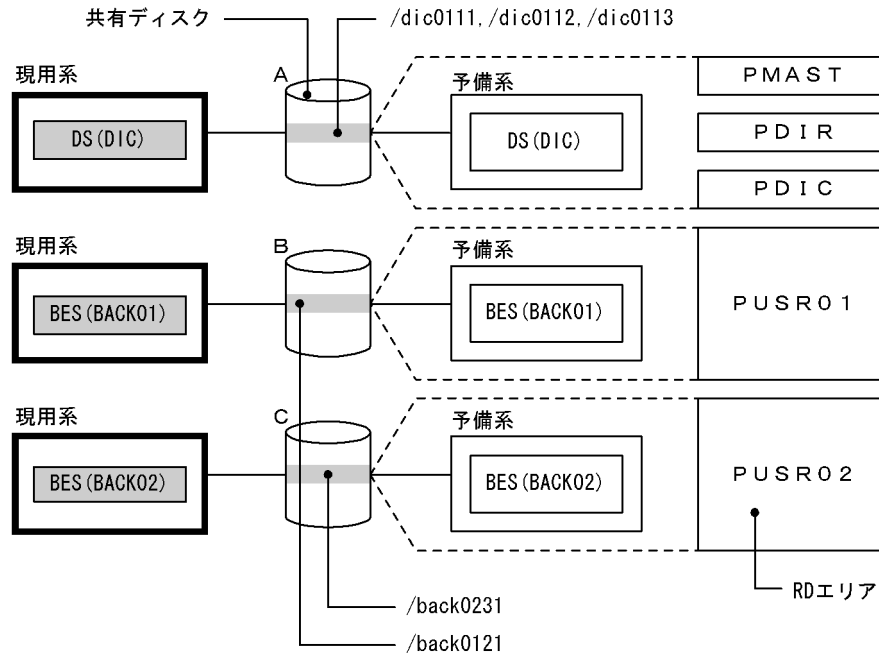 共有ディスク
/dic0111,/dic0112,/dic0113
現用系
A
予備系
PMAST
DS(DIC)
DS(DIC)
PDIR
PDIC
現用系
B
予備系
BES(BACK01)
BES(BACK01)
PUSR01
現用系
C
予備系
BES(BACK02)
BES(BACK02)
PUSR02
RDエリア
/back0231
/back0121